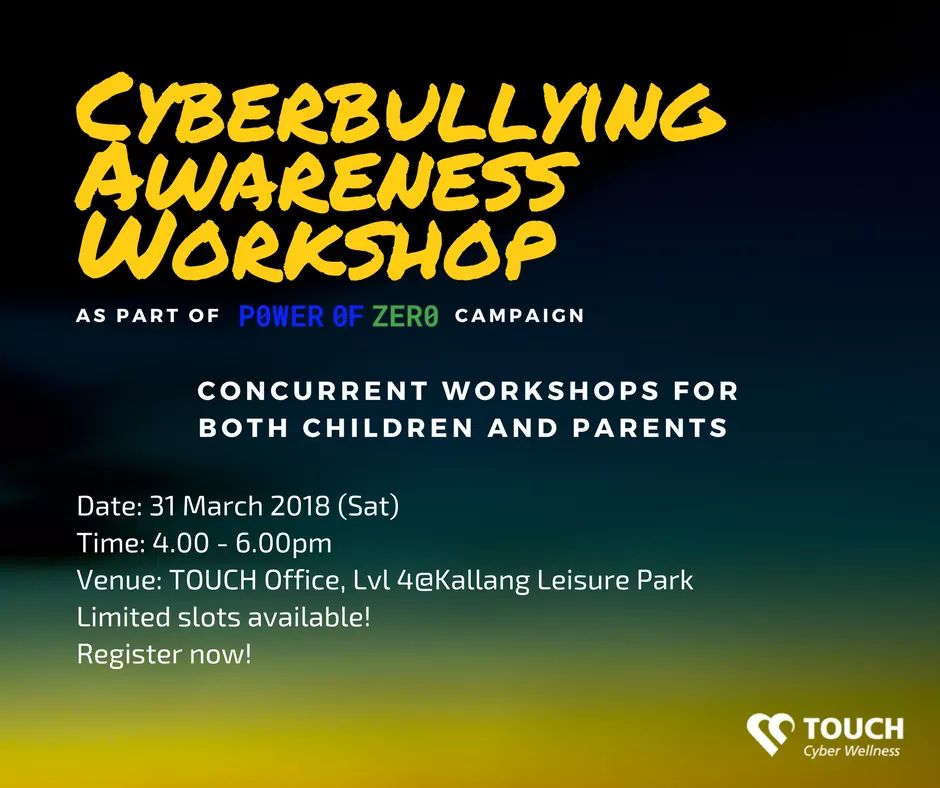 Cyberbullying
Awareness
Workshop
AS PART OF P0WER 0F ZER0 CAMPAIGN
CONCURRENT WORKSHOPS FOR
BOTH CHILDREN AND PARENTS
Date: 31 March 2018 (Sat)
Time: 4.00 - 6.00pm
Venue: TOUCH Office, Lvl 4@Kallang Leisure Park
Limited slots available!
Register now!
TOUCH
Cyber Wellness